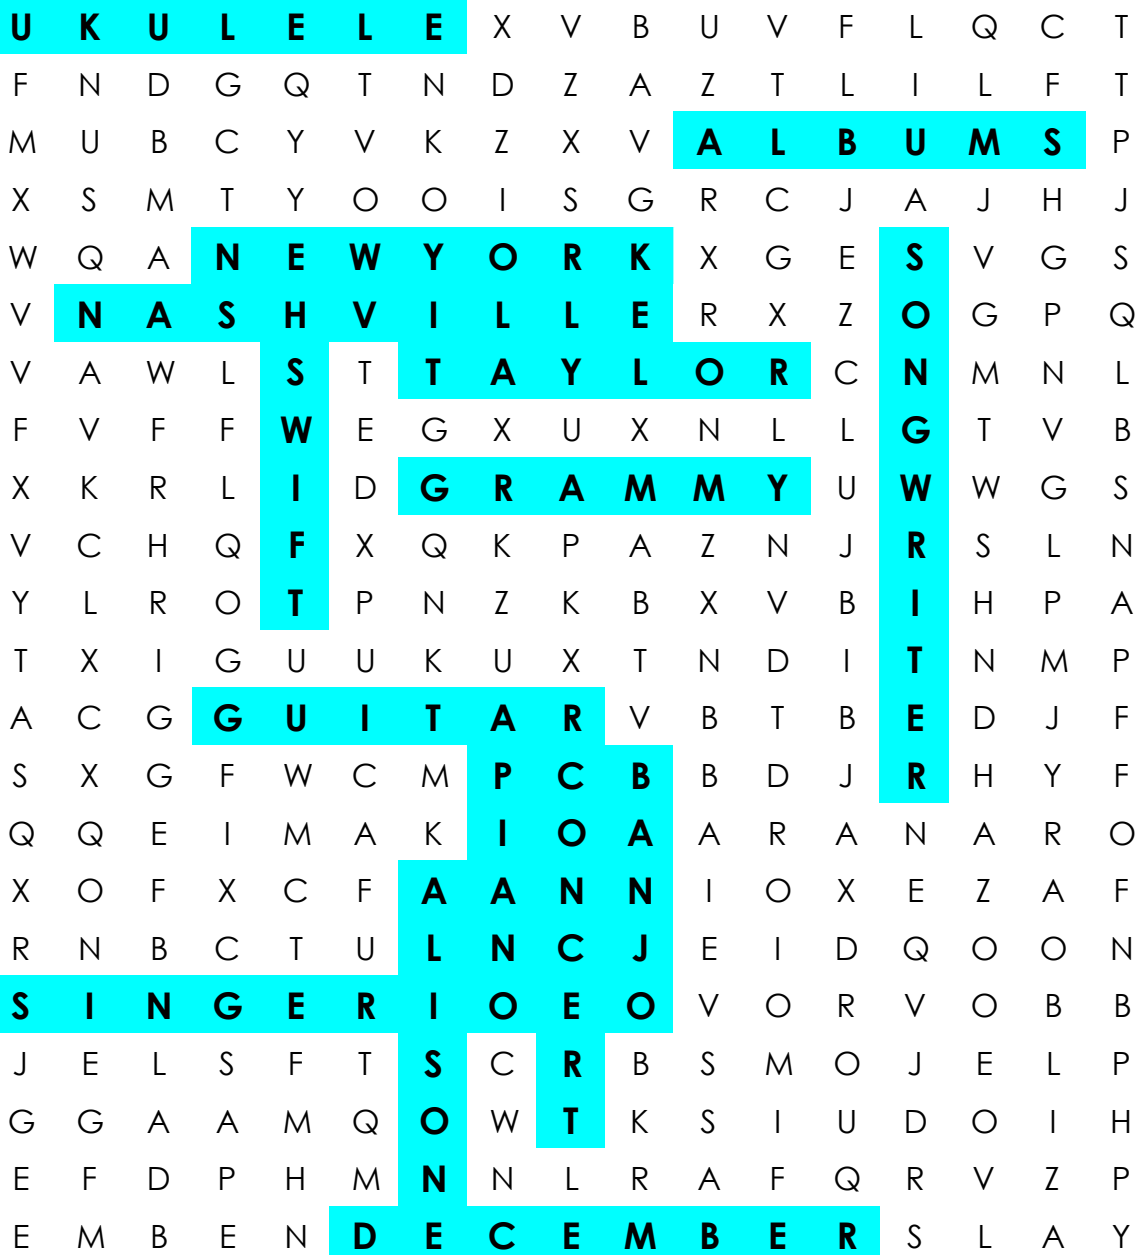 U K U L E L E X V B U V F L Q C T
F N D G Q T N D Z A Z T L I L F T
M U B C Y V K Z X V A L B U M S P
X S M T Y O O I S G R C J A J H J
W Q A N E W Y O R K X G E S V G S
V N A S H V I L L E R X Z O G P Q
V A W L S T T A Y L O R C N M N L
F V F F W E G X U X N L L G T V B
X K R L I D G R A M M Y U W W G S
V C H Q F X Q K P A Z N J R S L N
Y L R O T P N Z K B X V B I H P A
T X I G U U K U X T N D I T N M P
A C G G U I T A R V B T B E D J F
S X G F W C M P C B B D J R H Y F
Q Q E I M A K I O A A R A N A R O
X O F X C F A A N N I O X E Z A F
R N B C T U L N C J E I D Q O O N
S I N G E R I O E O V O R V O B B
J E L S F T S C R B S M O J E L P
G G A A M Q O W T K S I U D O I H
E F D P H M N N L R A F Q R V Z P
E M B E N D E C E M B E R S L A Y